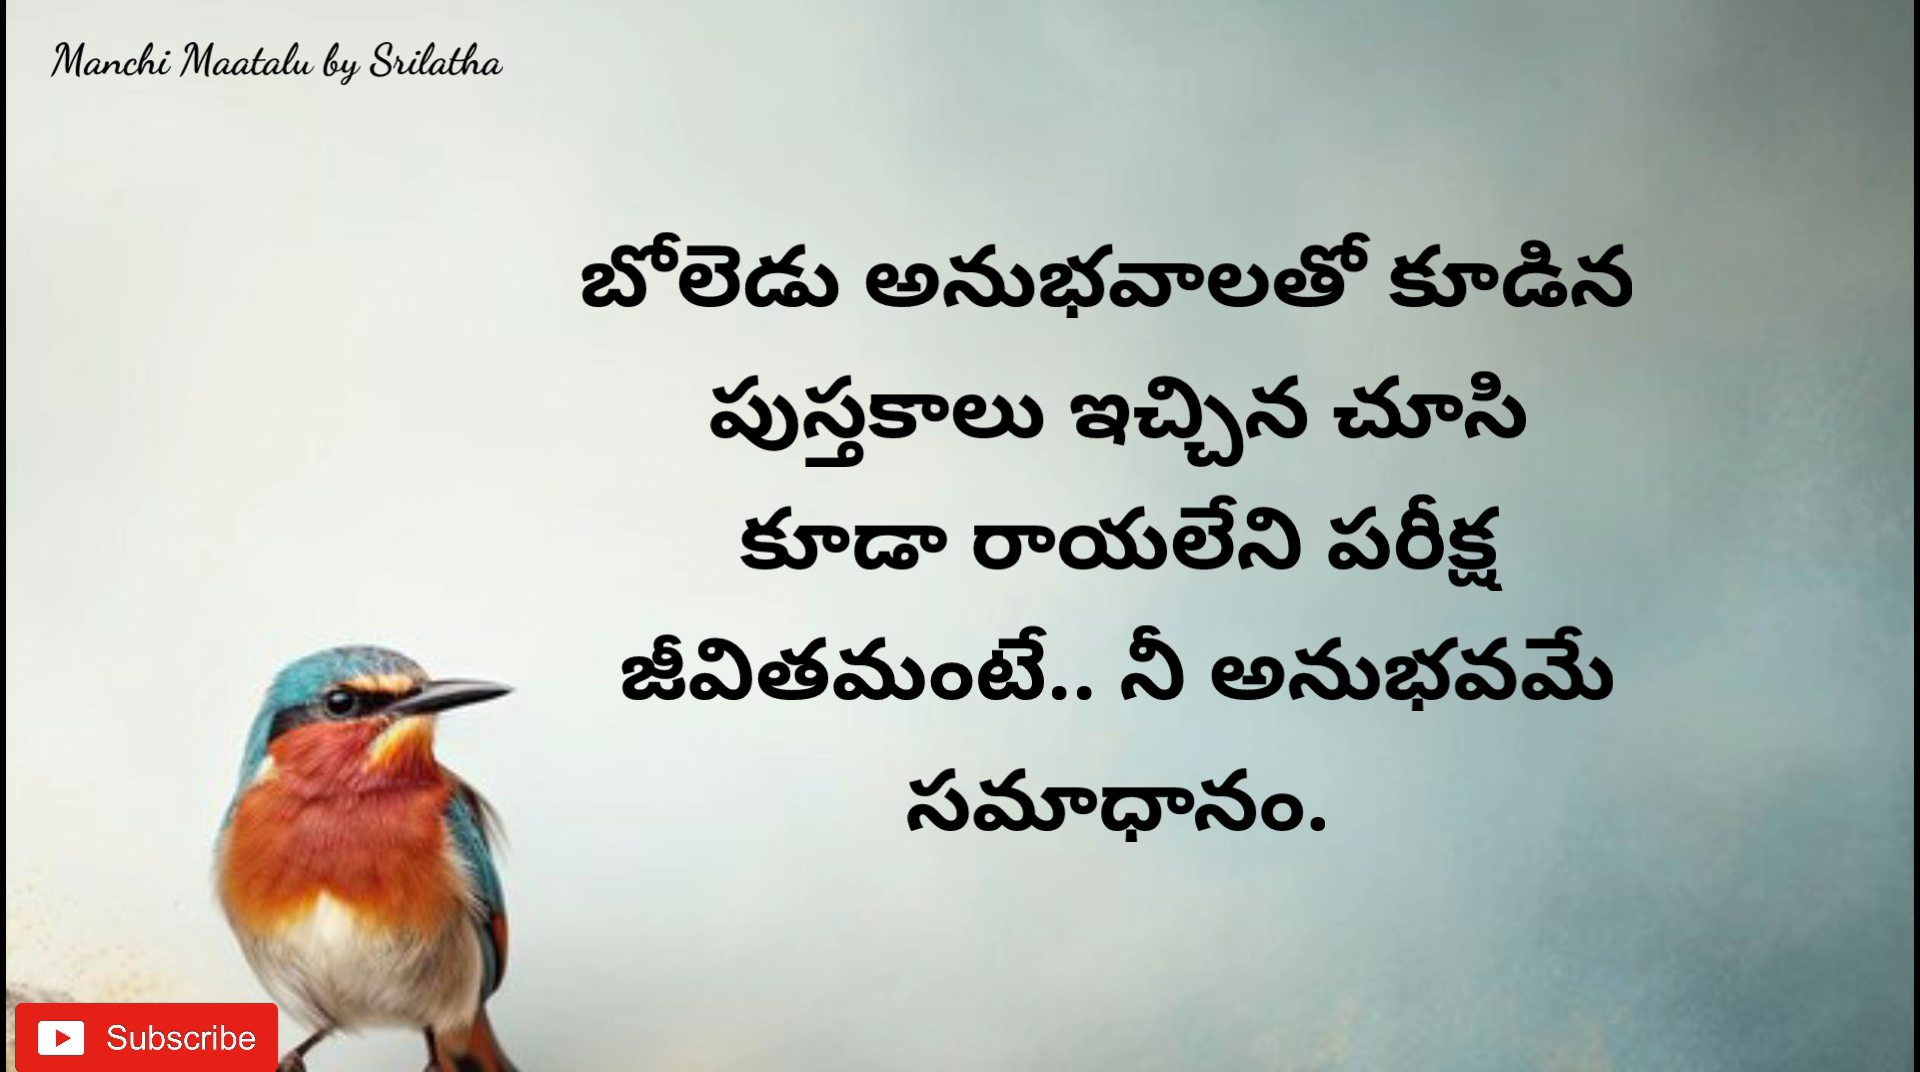 Manchi Maatalu by Srilatha
బోలెడు అనుభవాలతో కూడిన
పుస్తకాలు ఇచ్చిన చూసి
కూడా రాయలేని పరీక్ష
జీవితమంటే.. నీ అనుభవమే
సమాధానం.
Subscribe